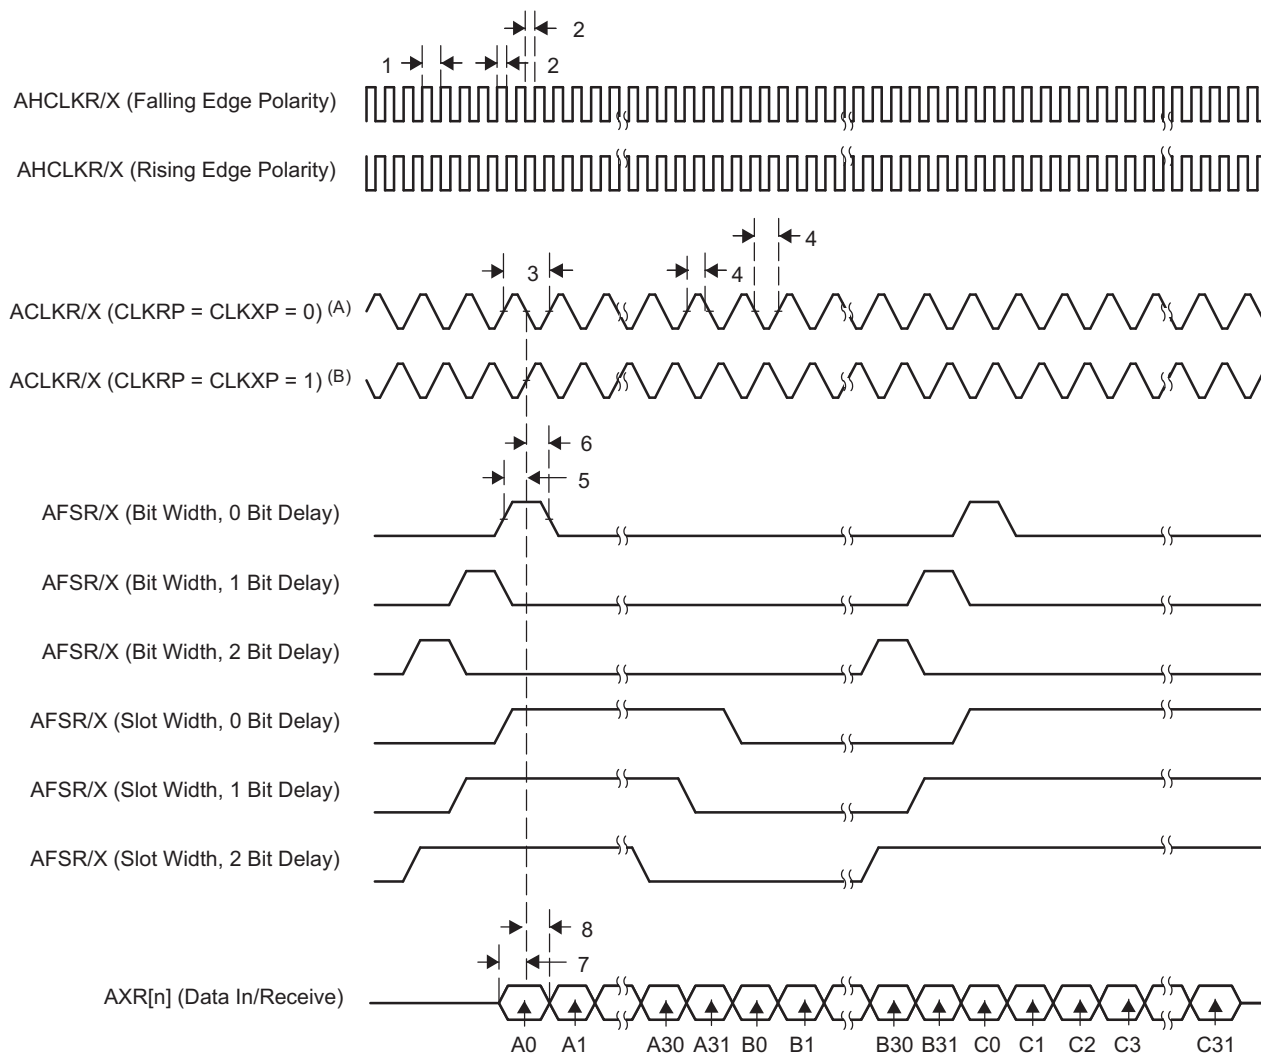 2
1 2
AHCLKR/X (Falling Edge Polarity)
AHCLKR/X (Rising Edge Polarity)
4
3 4
ACLKR/X (CLKRP = CLKXP = 0) (A)
ACLKR/X (CLKRP = CLKXP = 1) (B)
6
5
AFSR/X (Bit Width, 0 Bit Delay)
AFSR/X (Bit Width, 1 Bit Delay)
AFSR/X (Bit Width, 2 Bit Delay)
AFSR/X (Slot Width, 0 Bit Delay)
AFSR/X (Slot Width, 1 Bit Delay)
AFSR/X (Slot Width, 2 Bit Delay)
8
7
AXR[n] (Data In/Receive)
A0 A1 A30 A31 B0 B1 B30 B31 C0 C1 C2 C3 C31